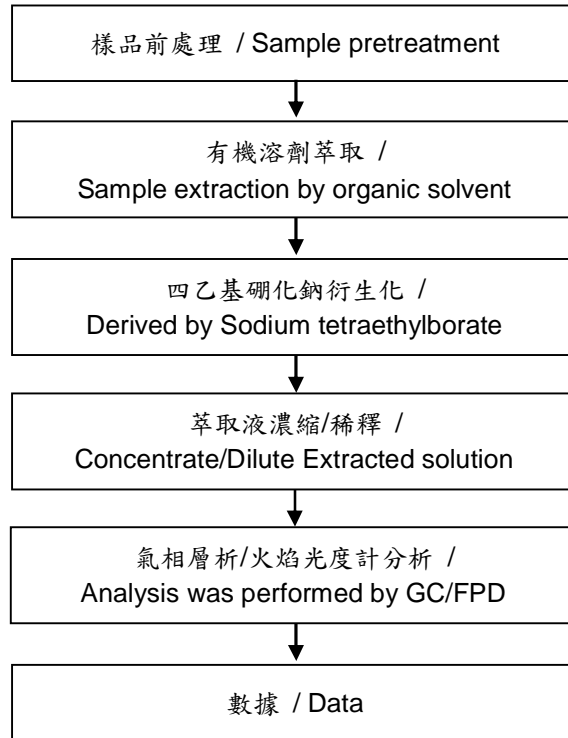 樣品前處理 / Sample pretreatment
有機溶劑萃取 /
Sample extraction by organic solvent
四乙基硼化鈉衍生化 /
Derived by Sodium tetraethylborate
萃取液濃縮/稀釋 /
Concentrate/Dilute Extracted solution
氣相層析/火焰光度計分析 /
Analysis was performed by GC/FPD
數據 / Data